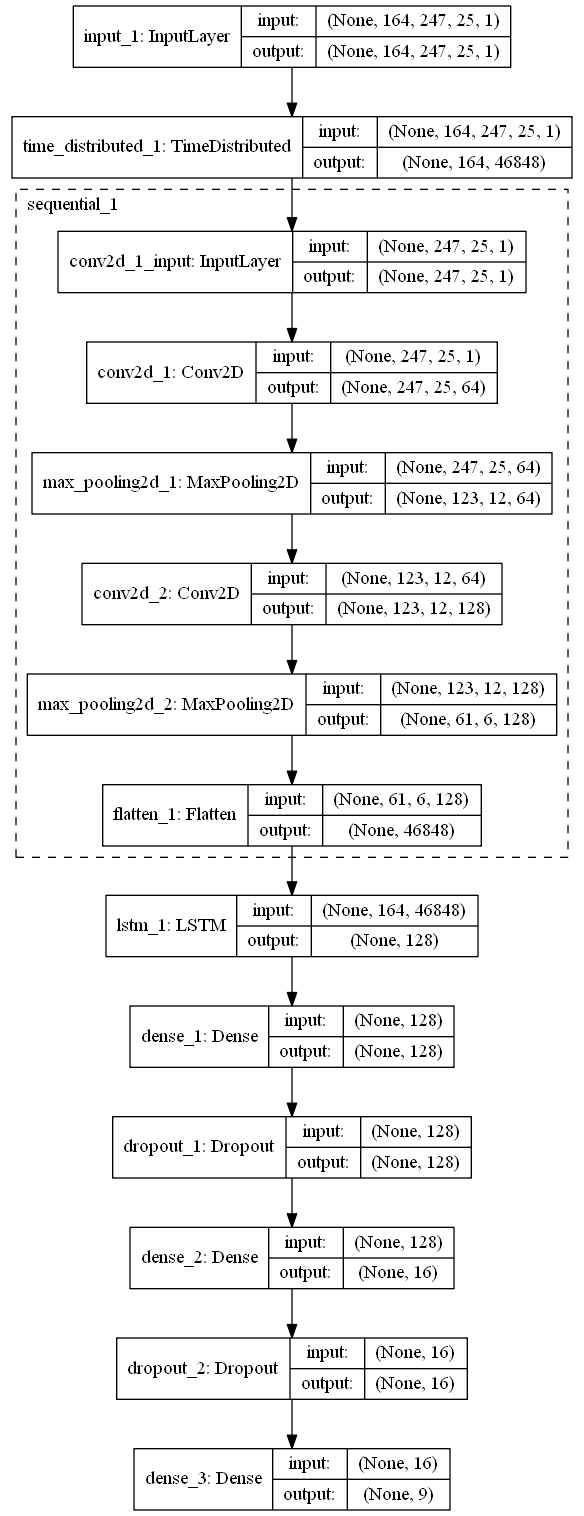 input_1: InputLayer
input:
(None, 164, 247, 25, 1)
output:
(None, 164, 247, 25, 1)
time_distributed_1: TimeDistributed
input:
(None, 164, 247, 25, 1)
output:
(None, 164, 46848)
sequential_1
conv2d_1_input: InputLayer
input:
(None, 247, 25, 1)
output:
(None, 247, 25, 1)
conv2d_1: Conv2D
input:
(None, 247, 25, 1)
output:
(None, 247, 25, 64)
max_pooling2d_1: MaxPooling2D
input:
(None, 247, 25, 64)
output:
(None, 123, 12, 64)
conv2d_2: Conv2D
input:
(None, 123, 12, 64)
output:
(None, 123, 12, 128)
max_pooling2d_2: MaxPooling2D
input:
(None, 123, 12, 128)
output:
(None, 61, 6, 128)
flatten_1: Flatten
input:
(None, 61, 6, 128)
output:
(None, 46848)
lstm_1: LSTM
input:
(None, 164, 46848)
output:
(None, 128)
dense_1: Dense
input:
(None, 128)
output:
(None, 128)
dropout_1: Dropout
input:
(None, 128)
output:
(None, 128)
dense_2: Dense
input:
(None, 128)
output:
(None, 16)
dropout_2: Dropout
input:
(None, 16)
output:
(None, 16)
dense_3: Dense
input:
(None, 16)
output:
(None, 9)